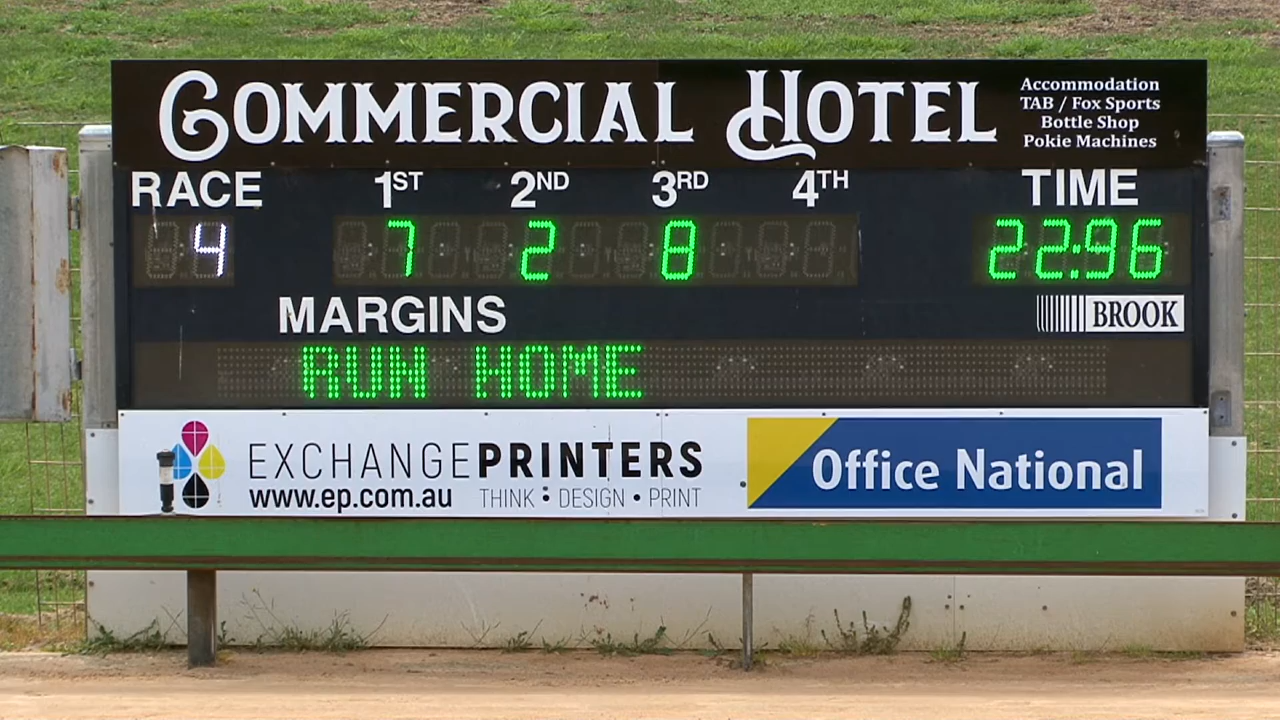 COMMERCIAL HOTEL
Accommodation
TAB / Fox Sports
Bottle Shop
Pokie Machines
RACE 1ST 2ND 3RD 4TH TIME
4 7 2 8 22:96
MARGINS
BROOK
RUN HOME
EXCHANGEPRINTERS
www.ep.com.au THINK • DESIGN • PRINT
Office National